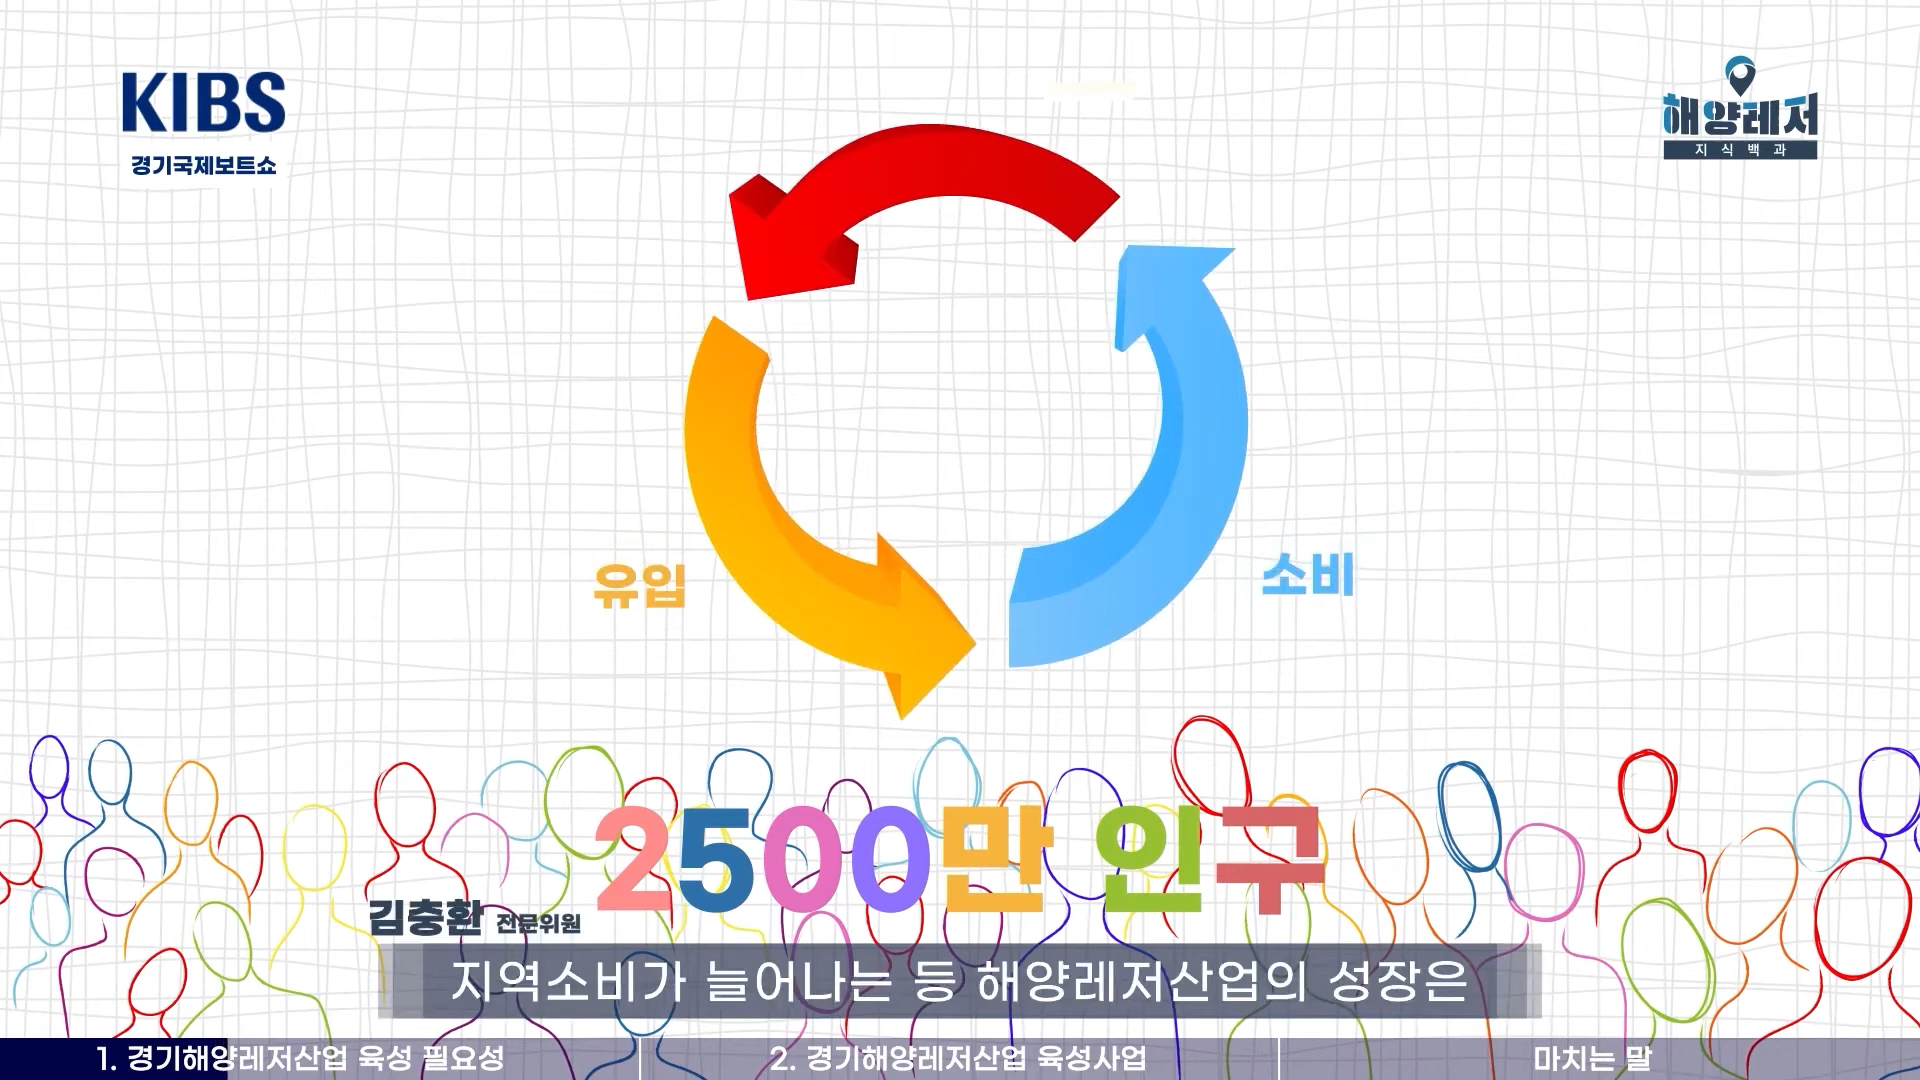 KIBS
경기국제보트쇼
해양레저
지식백과
유입
소비
2500만 인구
김충환 전문위원
지역소비가 늘어나는 등 해양레저산업의 성장은
1. 경기해양레저산업 육성 필요성
2. 경기해양레저산업 육성사업
마치는 말